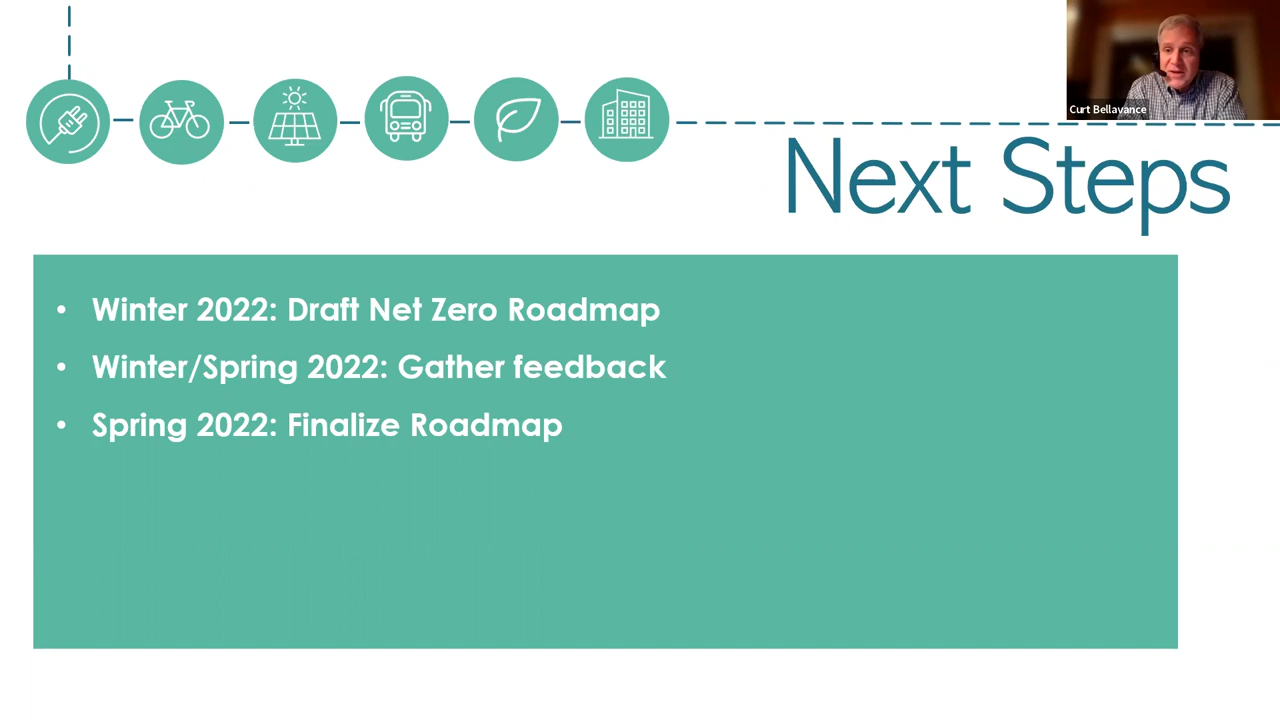 Curt Bellavance
Next Steps
• Winter 2022: Draft Net Zero Roadmap
• Winter/Spring 2022: Gather feedback
• Spring 2022: Finalize Roadmap